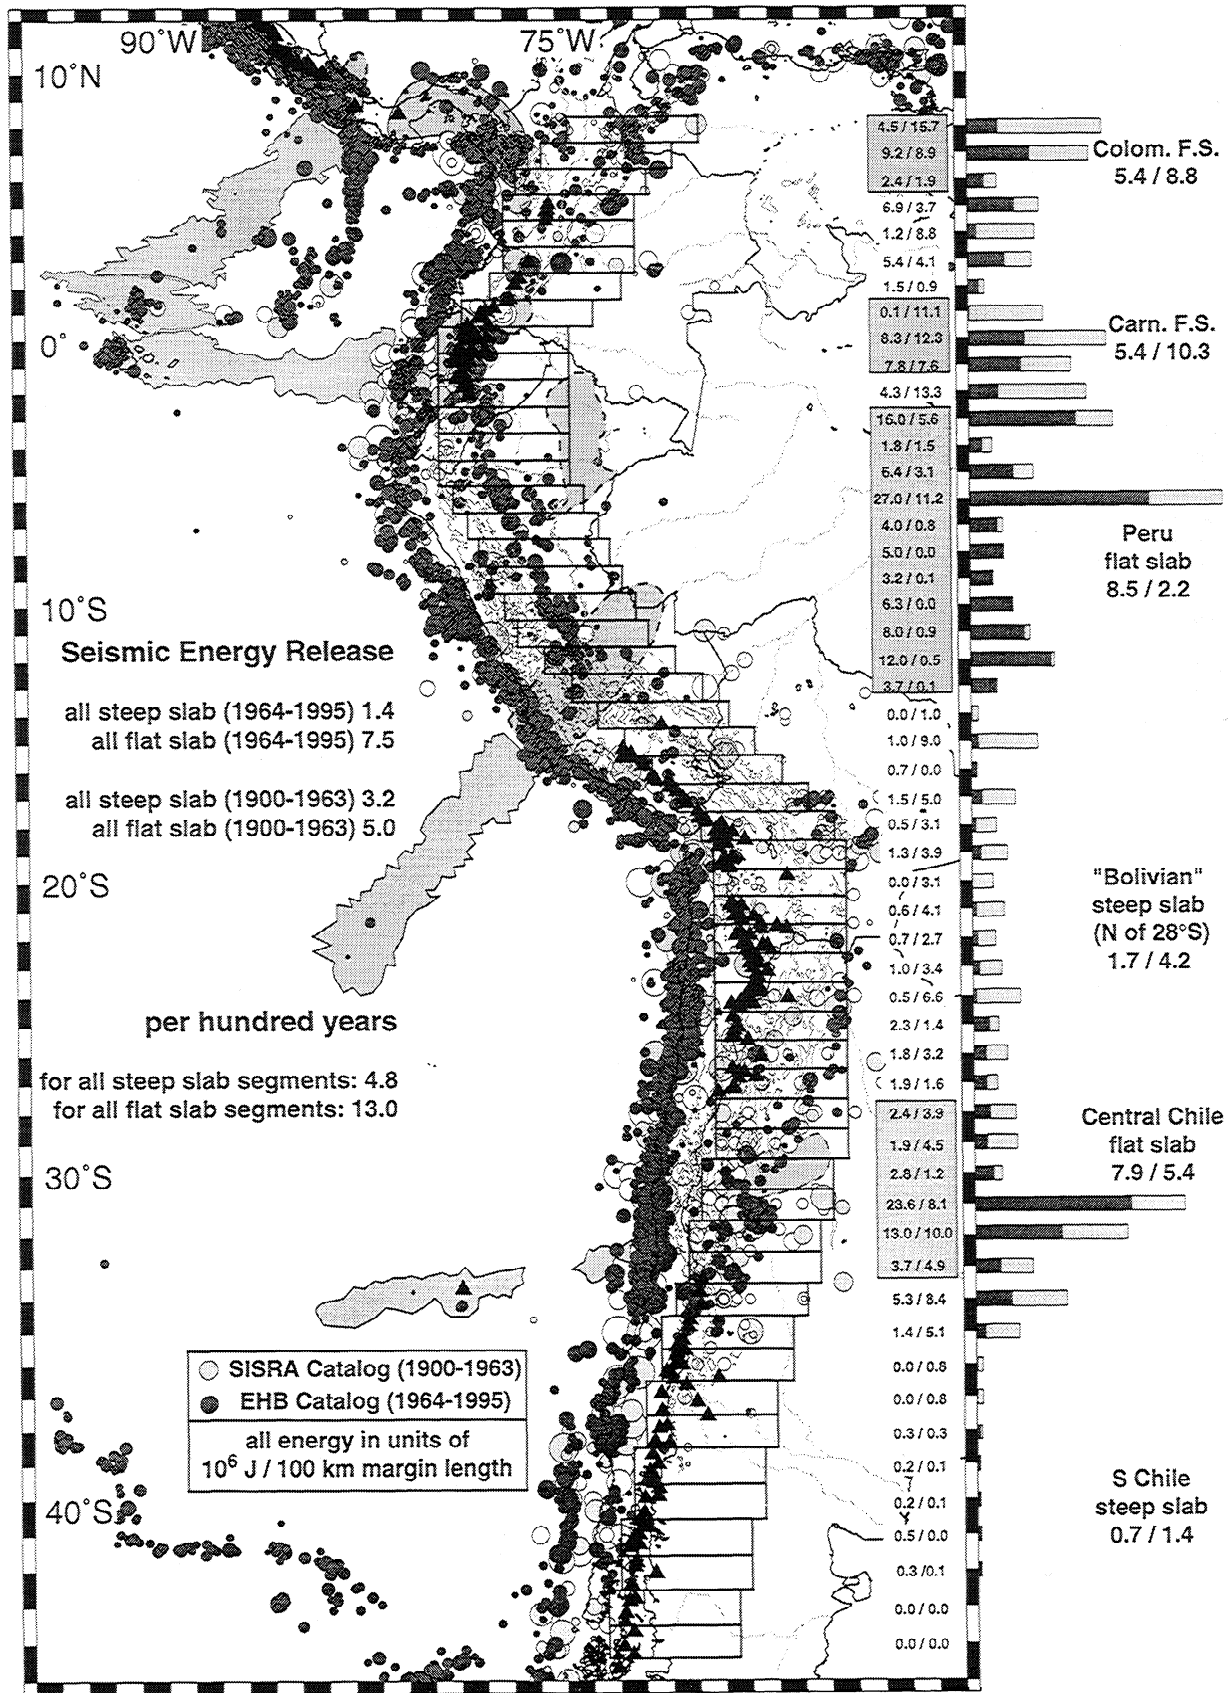 90˚W
75˚W
10˚N
0˚
10˚S
20˚S
30˚S
40˚S
Seismic Energy Release
all steep slab (1964-1995) 1.4
all flat slab (1964-1995) 7.5
all steep slab (1900-1963) 3.2
all flat slab (1900-1963) 5.0
per hundred years
for all steep slab segments: 4.8
for all flat slab segments: 13.0
SISRA Catalog (1900-1963)
EHB Catalog (1964-1995)
all energy in units of
10⁶ J / 100 km margin length
4.5 / 15.7
9.2 / 8.9
2.4 / 1.9
6.9 / 3.7
1.2 / 8.8
5.4 / 4.1
1.5 / 0.9
0.1 / 11.1
8.3 / 12.3
7.8 / 7.6
4.3 / 13.3
16.0 / 5.6
1.8 / 1.5
6.4 / 3.1
27.0 / 11.2
4.0 / 0.8
5.0 / 0.0
3.2 / 0.1
6.3 / 0.0
8.0 / 0.9
12.0 / 0.5
3.7 / 0.1
0.0 / 1.0
1.0 / 9.0
0.7 / 0.0
1.5 / 5.0
0.5 / 3.1
1.3 / 3.9
0.0 / 3.1
0.6 / 4.1
0.7 / 2.7
1.0 / 3.4
0.5 / 6.6
2.3 / 1.4
1.8 / 3.2
1.9 / 1.6
2.4 / 3.9
1.9 / 4.5
2.8 / 1.2
23.6 / 8.1
13.0 / 10.0
3.7 / 4.9
5.3 / 8.4
1.4 / 5.1
0.0 / 0.8
0.0 / 0.8
0.3 / 0.3
0.2 / 0.1
0.2 / 0.1
0.5 / 0.0
0.3 / 0.1
0.0 / 0.0
0.0 / 0.0
Colom. F.S.
5.4 / 8.8
Carn. F.S.
5.4 / 10.3
Peru
flat slab
8.5 / 2.2
"Bolivian"
steep slab
(N of 28°S)
1.7 / 4.2
Central Chile
flat slab
7.9 / 5.4
S Chile
steep slab
0.7 / 1.4